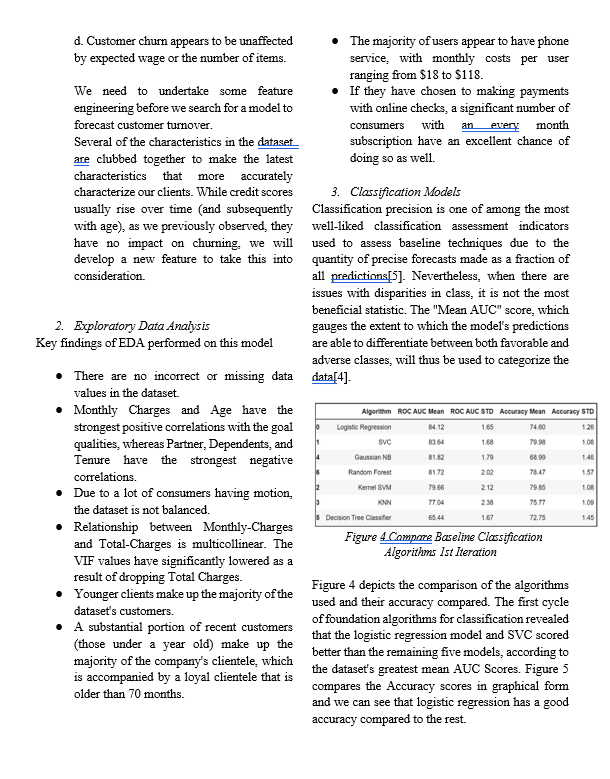 d. Customer churn appears to be unaffected
by expected wage or the number of items.
We need to undertake some feature
engineering before we search for a model to
forecast customer turnover.
Several of the characteristics in the dataset
are clubbed together to make the latest
characteristics that more accurately
characterize our clients. While credit scores
usually rise over time (and subsequently
with age), as we previously observed, they
have no impact on churning, we will
develop a new feature to take this into
consideration.
2. Exploratory Data Analysis
Key findings of EDA performed on this model
• There are no incorrect or missing data
values in the dataset.
• Monthly Charges and Age have the
strongest positive correlations with the goal
qualities, whereas Partner, Dependents, and
Tenure have the strongest negative
correlations.
• Due to a lot of consumers having motion,
the dataset is not balanced.
• Relationship between Monthly-Charges
and Total-Charges is multicollinear. The
VIF values have significantly lowered as a
result of dropping Total Charges.
• Younger clients make up the majority of the
dataset's customers.
• A substantial portion of recent customers
(those under a year old) make up the
majority of the company's clientele, which
is accompanied by a loyal clientele that is
older than 70 months.
• The majority of users appear to have phone
service, with monthly costs per user
ranging from $18 to $118.
• If they have chosen to making payments
with online checks, a significant number of
consumers with an every month
subscription have an excellent chance of
doing so as well.
3. Classification Models
Classification precision is one of among the most
well-liked classification assessment indicators
used to assess baseline techniques due to the
quantity of precise forecasts made as a fraction of
all predictions[5]. Nevertheless, when there are
issues with disparities in class, it is not the most
beneficial statistic. The "Mean AUC" score, which
gauges the extent to which the model's predictions
are able to differentiate between both favorable and
adverse classes, will thus be used to categorize the
data[4].
Algorithm ROC AUC Mean ROC AUC STD Accuracy Mean Accuracy STD
0 Logistic Regression 84.12 1.65 74.60 1.26
1 SVC 83.64 1.68 79.98 1.08
4 Gaussian NB 81.82 1.79 68.99 1.46
6 Random Forest 81.72 2.02 78.47 1.57
2 Kernel SVM 79.66 2.12 79.85 1.08
3 KNN 77.04 2.38 75.77 1.09
5 Decision Tree Classifier 65.44 1.67 72.75 1.45
Figure 4 Compare Baseline Classification
Algorithms 1st Iteration
Figure 4 depicts the comparison of the algorithms
used and their accuracy compared. The first cycle
of foundation algorithms for classification revealed
that the logistic regression model and SVC scored
better than the remaining five models, according to
the dataset's greatest mean AUC Scores. Figure 5
compares the Accuracy scores in graphical form
and we can see that logistic regression has a good
accuracy compared to the rest.